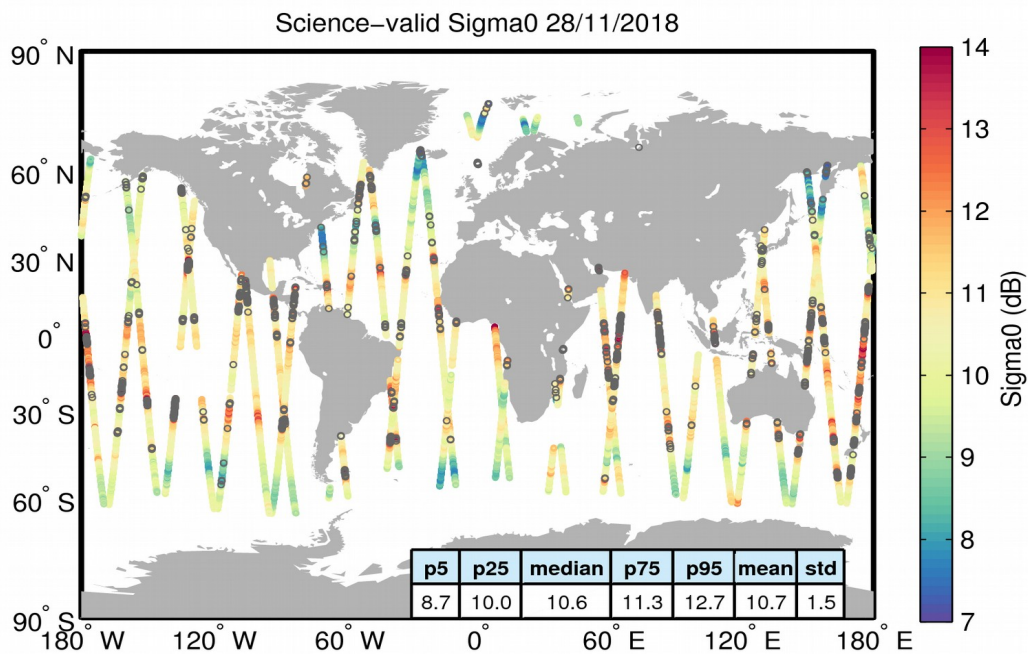 Science−valid Sigma0 28/11/2018
90° N
60° N
30° N
0°
30° S
60° S
90° S
180° W
120° W
60° W
0°
60° E
120° E
180° E
p5 p25 median p75 p95 mean std
8.7 10.0 10.6 11.3 12.7 10.7 1.5
14
13
12
11
10
9
8
7
Sigma0 (dB)